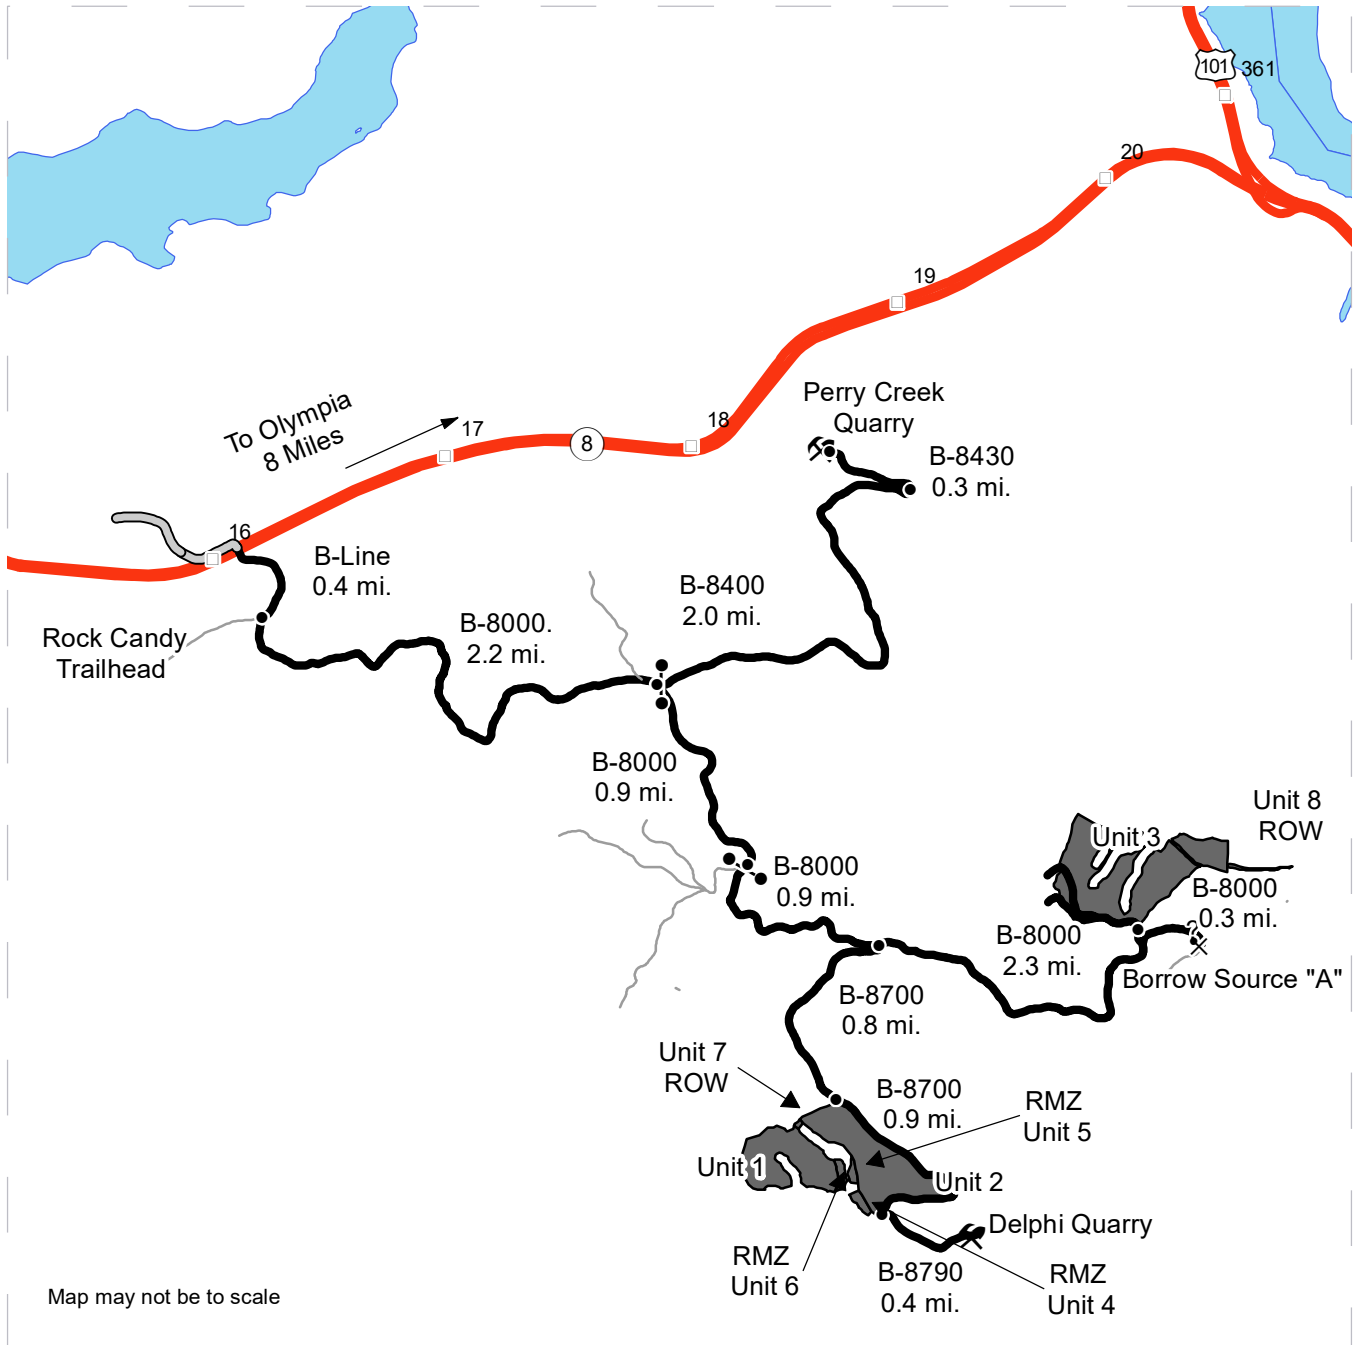 101 361
20
19
18
17
To Olympia
8 Miles
8
16
Perry Creek
Quarry
B-8430
0.3 mi.
B-Line
0.4 mi.
B-8400
2.0 mi.
B-8000.
2.2 mi.
Rock Candy
Trailhead
B-8000
0.9 mi.
B-8000
0.9 mi.
Unit 8
ROW
Unit 3
B-8000
0.3 mi.
B-8000
2.3 mi.
Borrow Source "A"
B-8700
0.8 mi.
Unit 7
ROW
B-8700
0.9 mi.
RMZ
Unit 5
Unit 1
Unit 2
Delphi Quarry
RMZ
Unit 6
B-8790
0.4 mi.
RMZ
Unit 4
Map may not be to scale